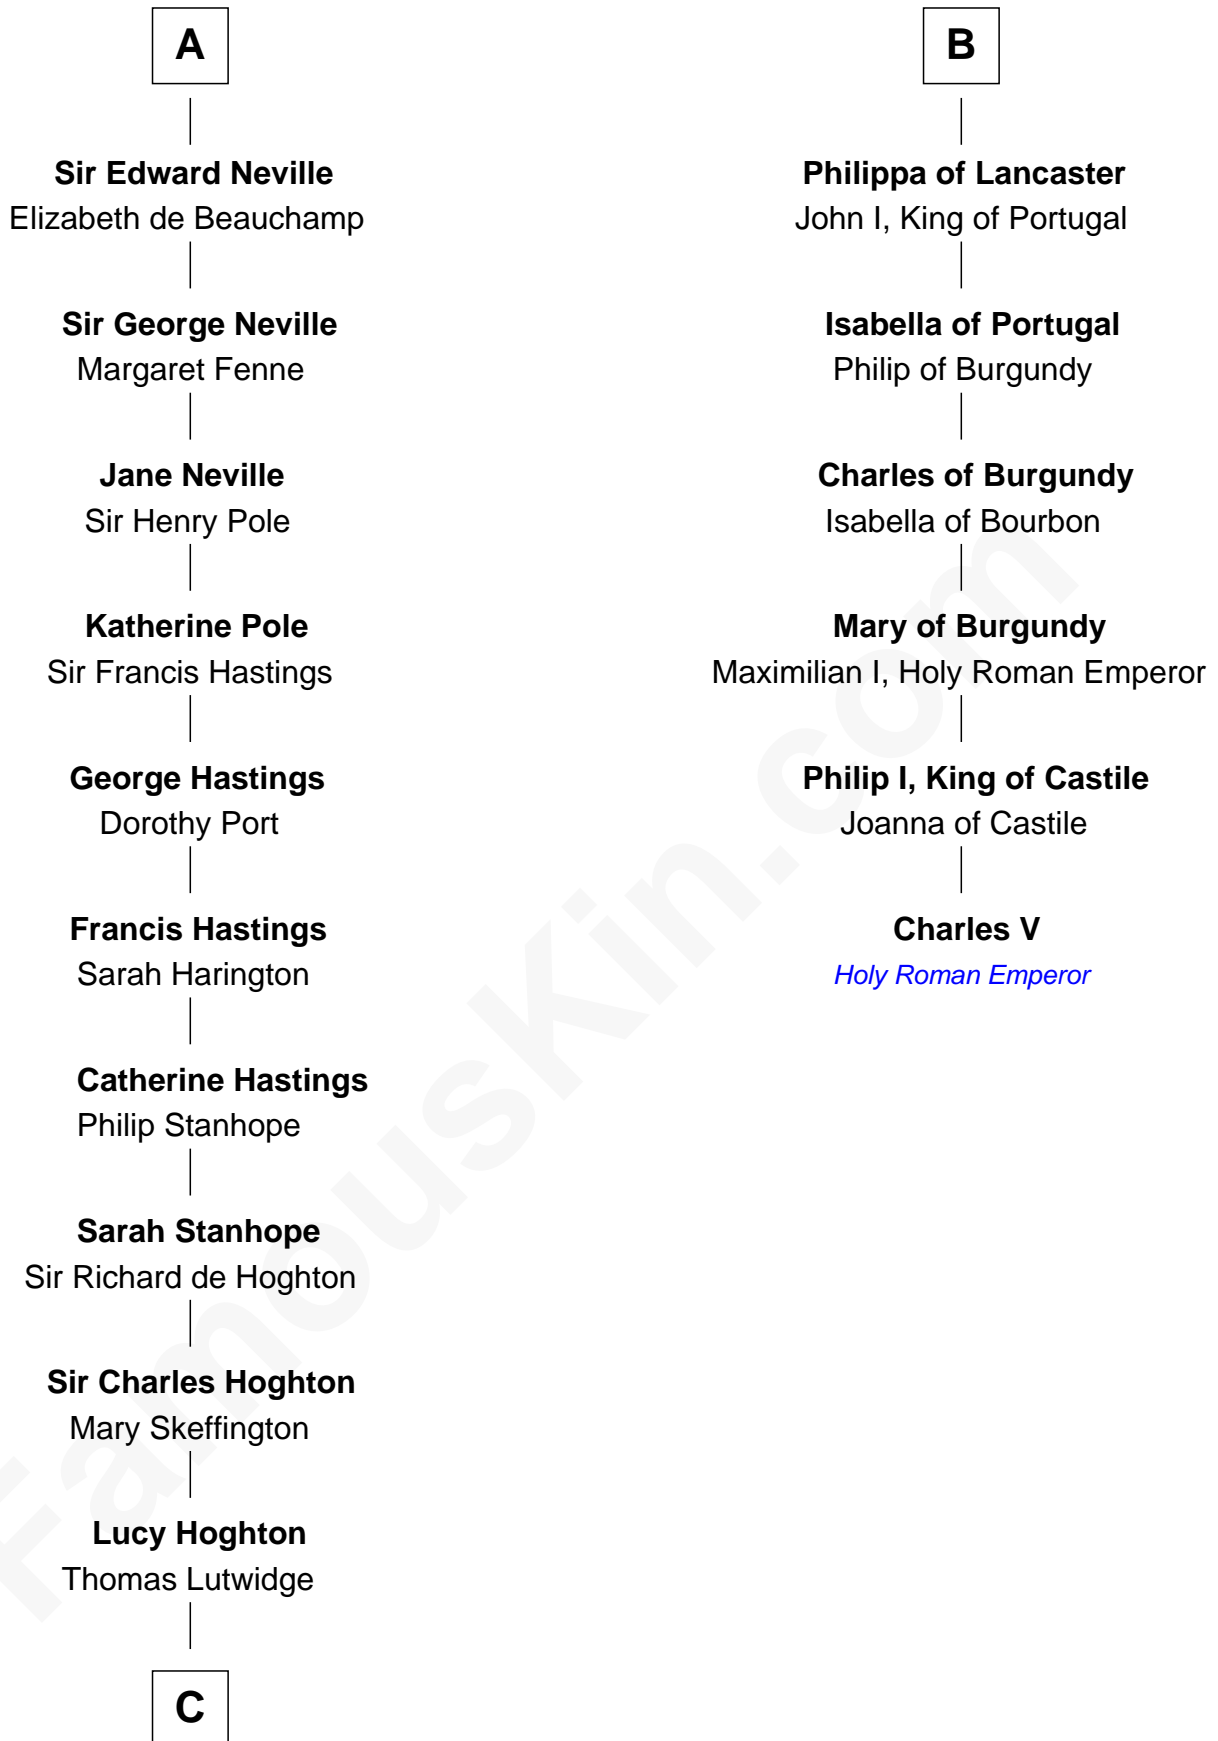 A
Sir Edward Neville
Elizabeth de Beauchamp
Sir George Neville
Margaret Fenne
Jane Neville
Sir Henry Pole
Katherine Pole
Sir Francis Hastings
George Hastings
Dorothy Port
Francis Hastings
Sarah Harington
Catherine Hastings
Philip Stanhope
Sarah Stanhope
Sir Richard de Hoghton
Sir Charles Hoghton
Mary Skeffington
Lucy Hoghton
Thomas Lutwidge
C
B
Philippa of Lancaster
John I, King of Portugal
Isabella of Portugal
Philip of Burgundy
Charles of Burgundy
Isabella of Bourbon
Mary of Burgundy
Maximilian I, Holy Roman Emperor
Philip I, King of Castile
Joanna of Castile
Charles V
Holy Roman Emperor
FamousKin.com